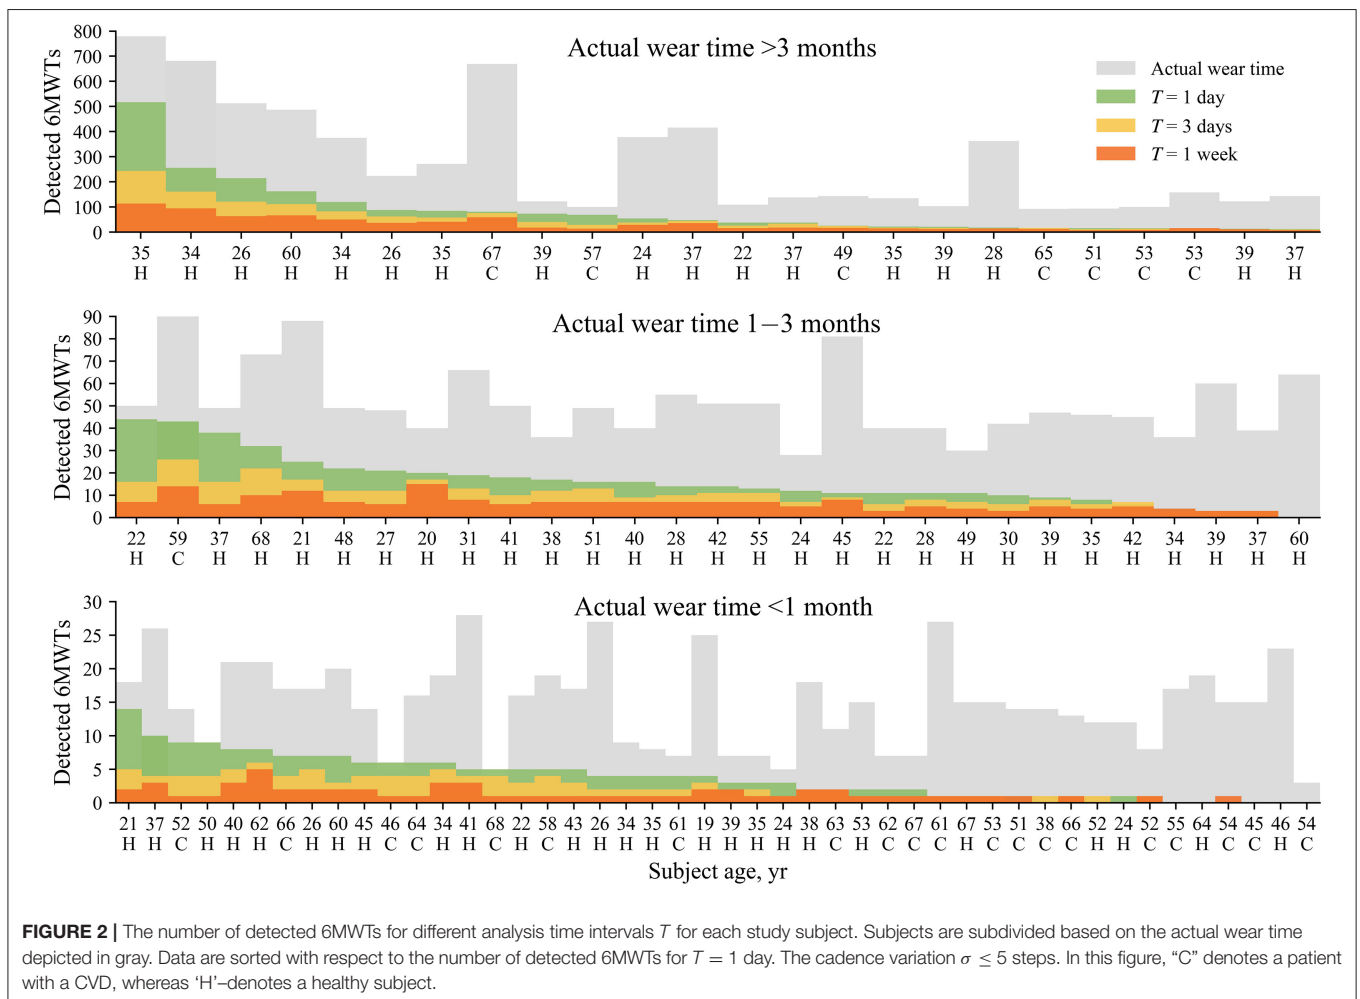 Actual wear time >3 months
Detected 6MWTs
800
700
600
500
400
300
200
100
0
Actual wear time
T = 1 day
T = 3 days
T = 1 week
35 34 26 60 34 26 35 67 39 57 24 37 22 37 49 35 39 28 65 51 53 53 39 37
H H H H H H H C H C H H H H C H H H C C C C H H
Actual wear time 1−3 months
Detected 6MWTs
90
80
70
60
50
40
30
20
10
0
22 59 37 68 21 48 27 20 31 41 38 51 40 28 42 55 24 45 22 28 49 30 39 35 42 34 39 37 60
H C H H H H H H H H H H H H H H H H H H H H H H H H H H H
Actual wear time <1 month
Detected 6MWTs
30
25
20
15
10
5
0
21 37 52 50 40 62 66 26 60 45 46 64 34 41 68 22 58 43 26 34 35 61 19 39 35 24 38 63 53 62 67 61 67 53 51 38 66 52 24 52 55 64 54 45 46 54
H H C H H H C H H H C C H H C H C H H H H C H H H H H C H C C C H C C C C H H C C H C C H C
Subject age, yr
FIGURE 2 | The number of detected 6MWTs for different analysis time intervals T for each study subject. Subjects are subdivided based on the actual wear time
depicted in gray. Data are sorted with respect to the number of detected 6MWTs for T = 1 day. The cadence variation σ ≤ 5 steps. In this figure, “C” denotes a patient
with a CVD, whereas ‘H’–denotes a healthy subject.